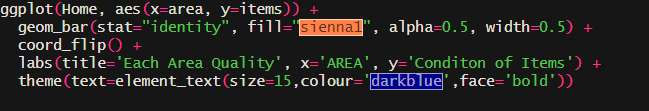 ggplot(Home, aes(x=area, y=items)) +
  geom_bar(stat="identity", fill="sienna1", alpha=0.5, width=0.5) +
  coord_flip() +
  labs(title='Each Area Quality', x='AREA', y='Conditon of Items') +
  theme(text=element_text(size=15,colour='darkblue',face='bold'))